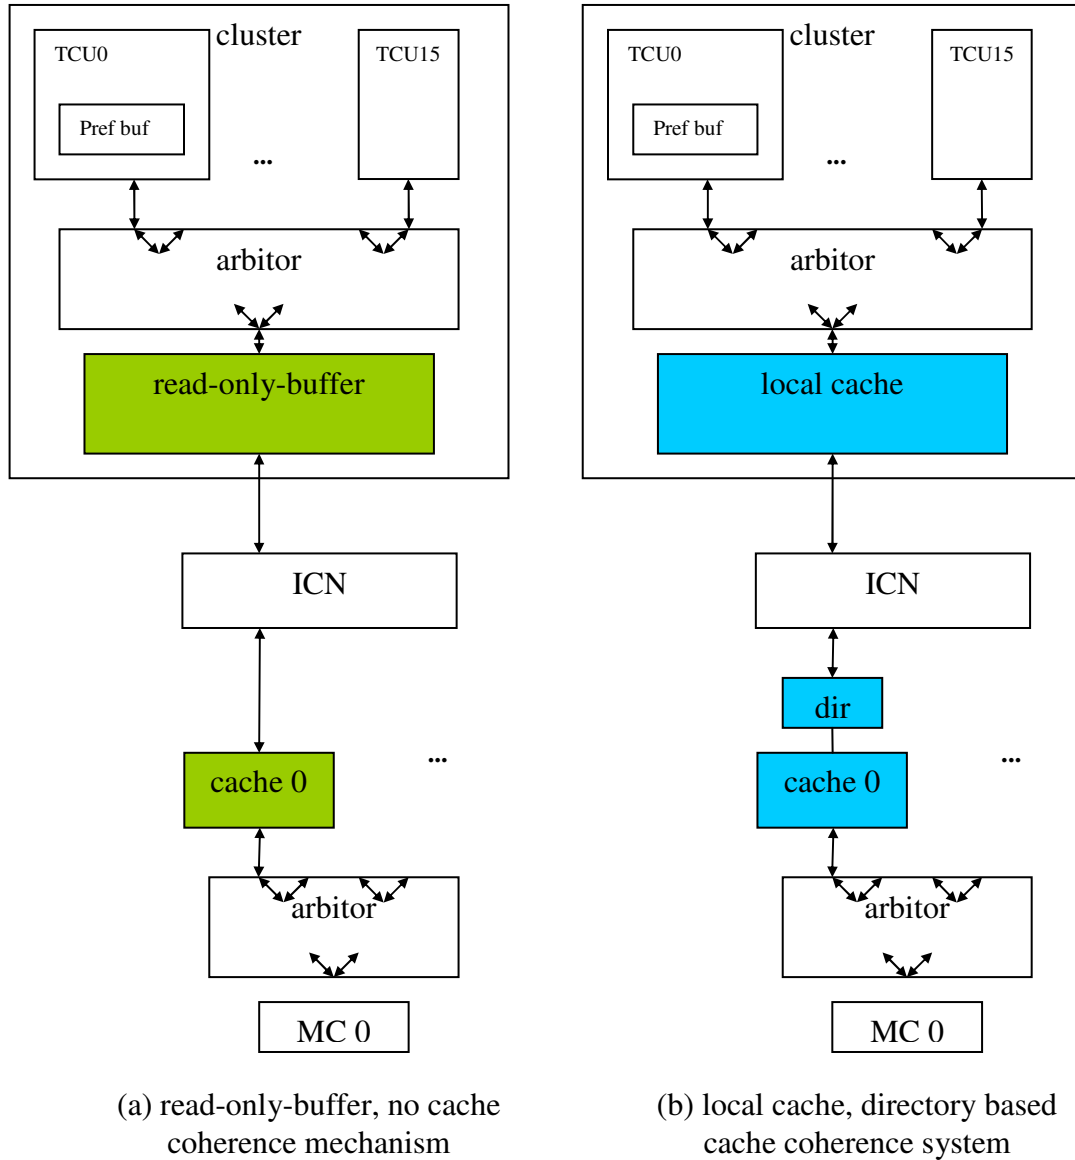 cluster
TCU0
TCU15
Pref buf
...
arbitor
read-only-buffer
ICN
cache 0
...
arbitor
MC 0
(a) read-only-buffer, no cache
coherence mechanism
cluster
TCU0
TCU15
Pref buf
...
arbitor
local cache
ICN
dir
cache 0
...
arbitor
MC 0
(b) local cache, directory based
cache coherence system